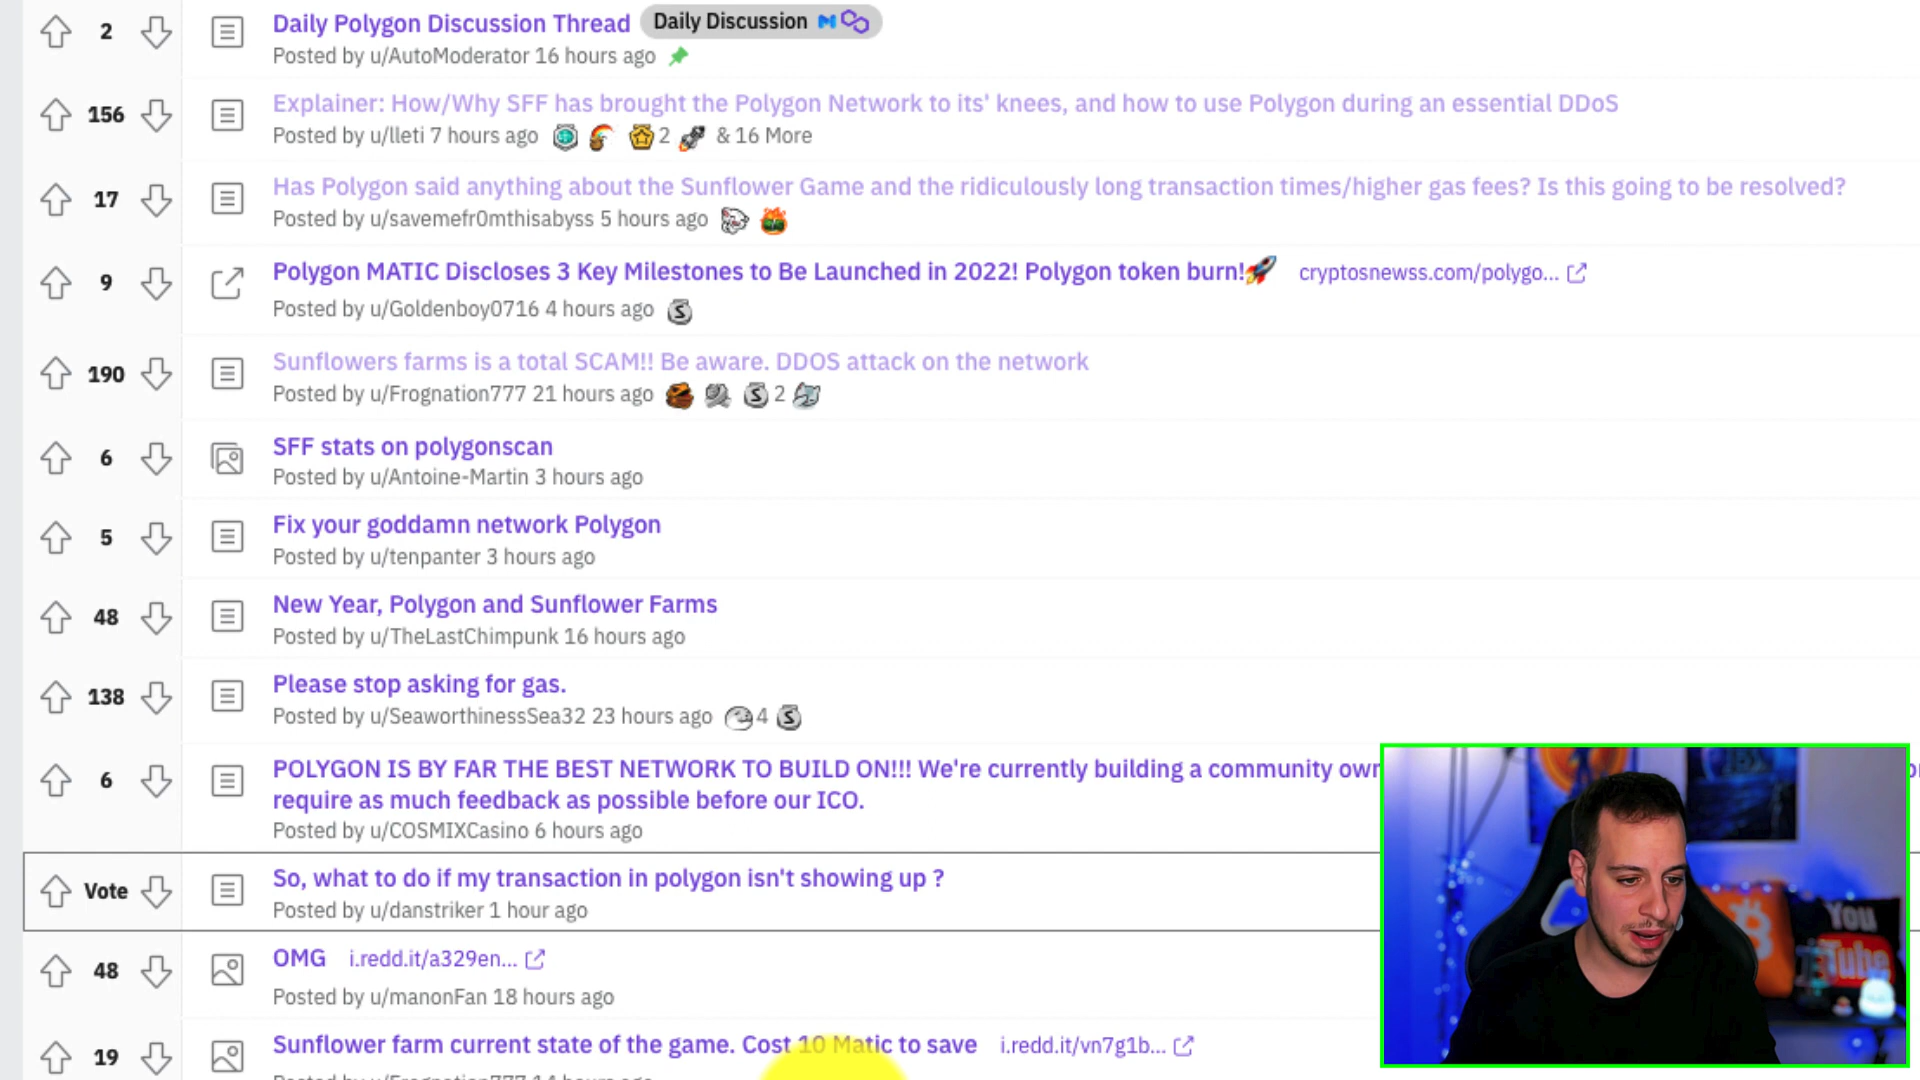 2
Daily Polygon Discussion Thread Daily Discussion
Posted by u/AutoModerator 16 hours ago
156
Explainer: How/Why SFF has brought the Polygon Network to its' knees, and how to use Polygon during an essential DDoS
Posted by u/lleti 7 hours ago 2 & 16 More
17
Has Polygon said anything about the Sunflower Game and the ridiculously long transaction times/higher gas fees? Is this going to be resolved?
Posted by u/savemefr0mthisabyss 5 hours ago
9
Polygon MATIC Discloses 3 Key Milestones to Be Launched in 2022! Polygon token burn! cryptosnewss.com/polygo...
Posted by u/Goldenboy0716 4 hours ago
190
Sunflowers farms is a total SCAM!! Be aware. DDOS attack on the network
Posted by u/Frognation777 21 hours ago 2
6
SFF stats on polygonscan
Posted by u/Antoine-Martin 3 hours ago
5
Fix your goddamn network Polygon
Posted by u/tenpanter 3 hours ago
48
New Year, Polygon and Sunflower Farms
Posted by u/TheLastChimpunk 16 hours ago
138
Please stop asking for gas.
Posted by u/SeaworthinessSea32 23 hours ago 4
6
POLYGON IS BY FAR THE BEST NETWORK TO BUILD ON!!! We're currently building a community
require as much feedback as possible before our ICO.
Posted by u/COSMIXCasino 6 hours ago
Vote
So, what to do if my transaction in polygon isn't showing up ?
Posted by u/danstriker 1 hour ago
48
OMG i.redd.it/a329en...
Posted by u/manonFan 18 hours ago
19
Sunflower farm current state of the game. Cost 10 Matic to save i.redd.it/vn7g1b...
Posted by u/Frognation777 14 hours ago
You
Tube